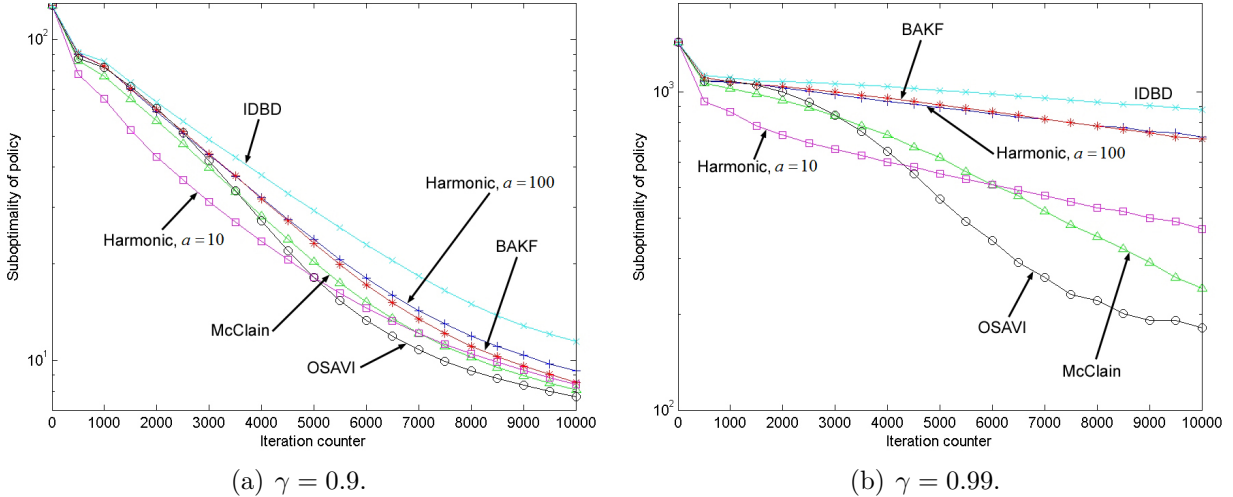 10²
10¹
0
1000
2000
3000
4000
5000
6000
7000
8000
9000
10000
Suboptimality of policy
Iteration counter
IDBD
Harmonic, a = 100
Harmonic, a = 10
BAKF
McClain
OSAVI
(a) γ = 0.9.
10³
10²
0
1000
2000
3000
4000
5000
6000
7000
8000
9000
10000
Suboptimality of policy
Iteration counter
BAKF
IDBD
Harmonic, a = 100
Harmonic, a = 10
OSAVI
McClain
(b) γ = 0.99.